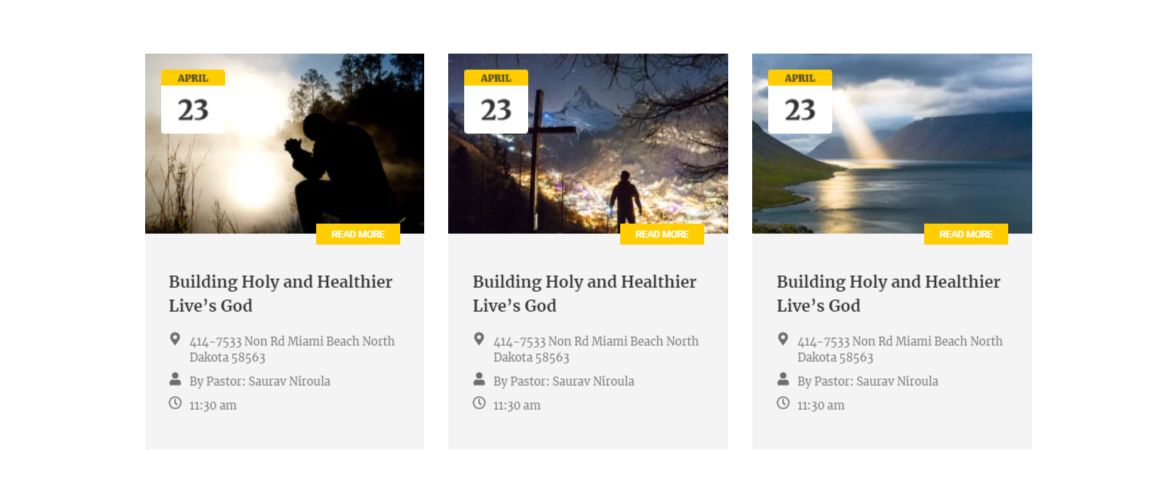 APRIL
23
READ MORE
Building Holy and Healthier
Live’s God
414-7533 Non Rd Miami Beach North
Dakota 58563
By Pastor: Saurav Niroula
11:30 am
APRIL
23
READ MORE
Building Holy and Healthier
Live’s God
414-7533 Non Rd Miami Beach North
Dakota 58563
By Pastor: Saurav Niroula
11:30 am
APRIL
23
READ MORE
Building Holy and Healthier
Live’s God
414-7533 Non Rd Miami Beach North
Dakota 58563
By Pastor: Saurav Niroula
11:30 am